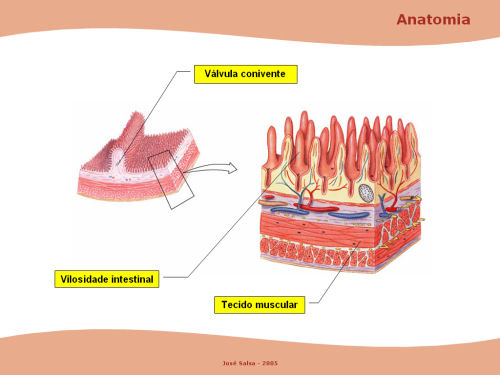 Anatomia
Válvula conivente
Vilosidade intestinal
Tecido muscular
José Salsa - 2005